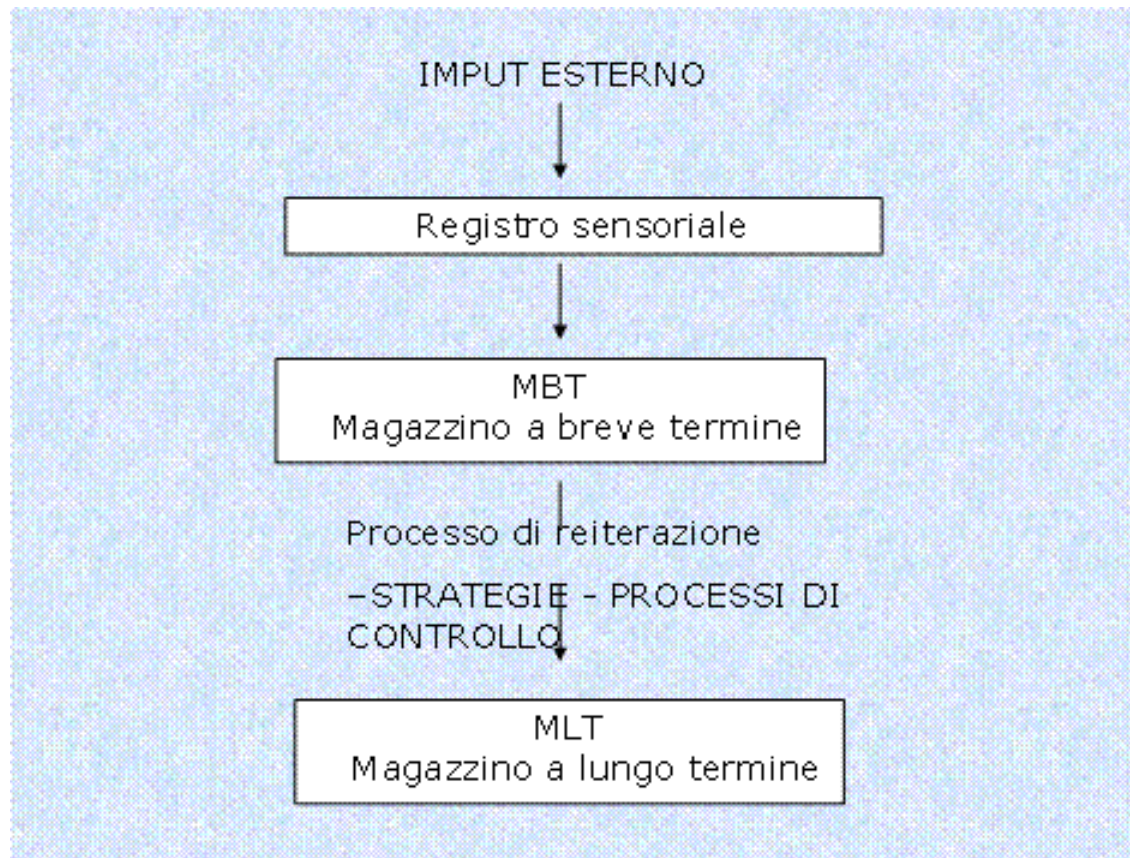 IMPUT ESTERNO
Registro sensoriale
MBT
Magazzino a breve termine
Processo di reiterazione
–STRATEGIE - PROCESSI DI
CONTROLLO
MLT
Magazzino a lungo termine